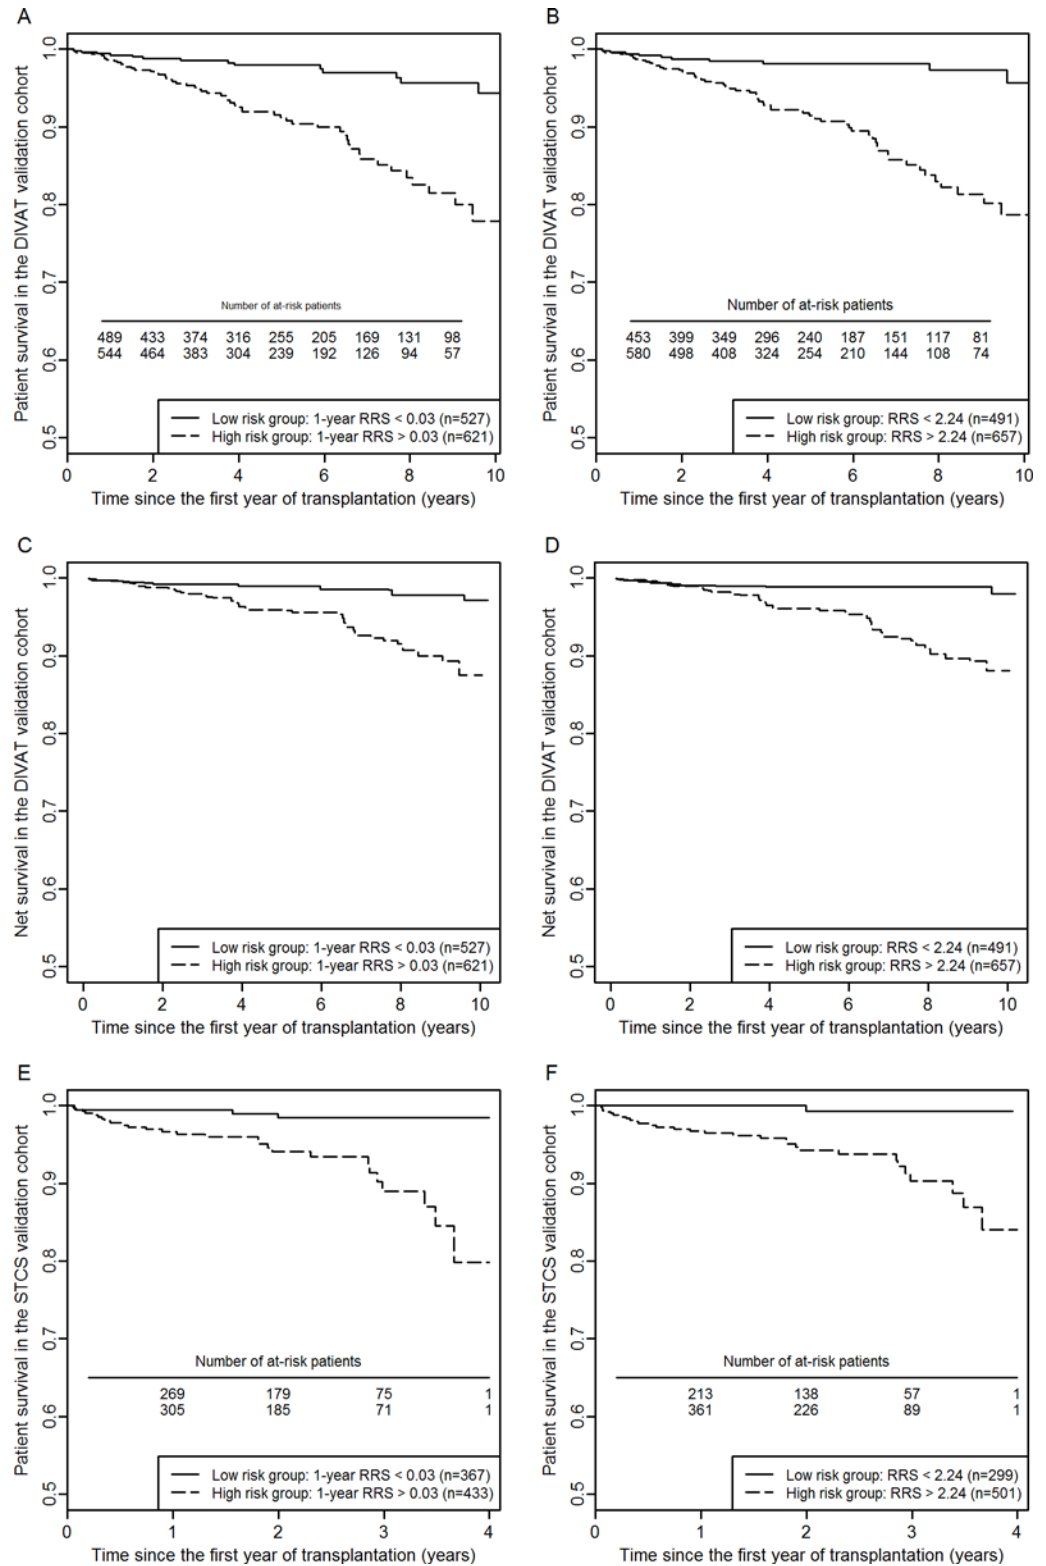 A
Patient survival in the DIVAT validation cohort
1.0
0.9
0.8
0.7
0.6
0.5
Number of at-risk patients
489 433 374 316 255 205 169 131 98
544 464 383 304 239 192 126 94 57
Low risk group: 1-year RRS < 0.03 (n=527)
High risk group: 1-year RRS > 0.03 (n=621)
0 2 4 6 8 10
Time since the first year of transplantation (years)
B
Patient survival in the DIVAT validation cohort
1.0
0.9
0.8
0.7
0.6
0.5
Number of at-risk patients
453 399 349 296 240 187 151 117 81
580 498 408 324 254 210 144 108 74
Low risk group: RRS < 2.24 (n=491)
High risk group: RRS > 2.24 (n=657)
0 2 4 6 8 10
Time since the first year of transplantation (years)
C
Net survival in the DIVAT validation cohort
1.0
0.9
0.8
0.7
0.6
0.5
Low risk group: 1-year RRS < 0.03 (n=527)
High risk group: 1-year RRS > 0.03 (n=621)
0 2 4 6 8 10
Time since the first year of transplantation (years)
D
Net survival in the DIVAT validation cohort
1.0
0.9
0.8
0.7
0.6
0.5
Low risk group: RRS < 2.24 (n=491)
High risk group: RRS > 2.24 (n=657)
0 2 4 6 8 10
Time since the first year of transplantation (years)
E
Patient survival in the STCS validation cohort
1.0
0.9
0.8
0.7
0.6
0.5
Number of at-risk patients
269 179 75 1
305 185 71 1
Low risk group: 1-year RRS < 0.03 (n=367)
High risk group: 1-year RRS > 0.03 (n=433)
0 1 2 3 4
Time since the first year of transplantation (years)
F
Patient survival in the STCS validation cohort
1.0
0.9
0.8
0.7
0.6
0.5
Number of at-risk patients
213 138 57 1
361 226 89 1
Low risk group: RRS < 2.24 (n=299)
High risk group: RRS > 2.24 (n=501)
0 1 2 3 4
Time since the first year of transplantation (years)